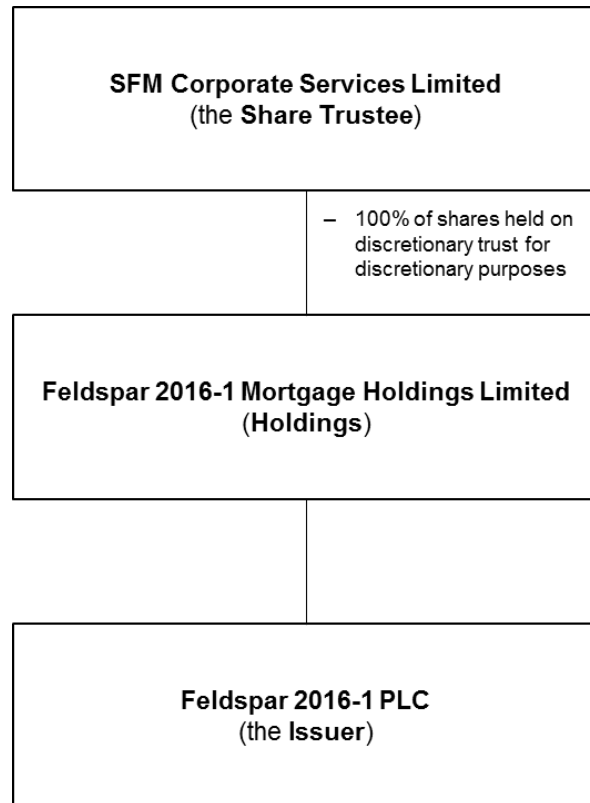 SFM Corporate Services Limited
(the Share Trustee)
– 100% of shares held on
discretionary trust for
discretionary purposes
Feldspar 2016-1 Mortgage Holdings Limited
(Holdings)
Feldspar 2016-1 PLC
(the Issuer)